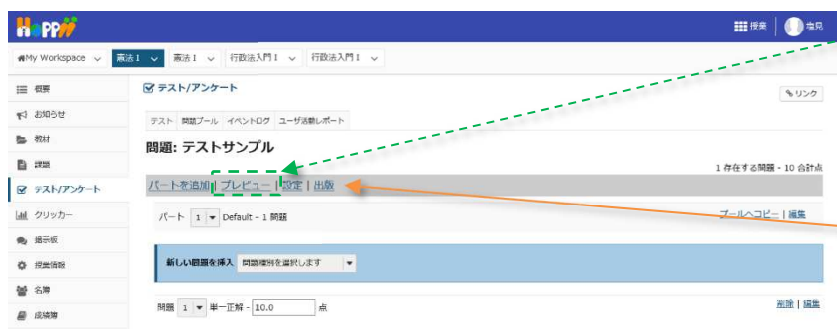 Hoppii
授業 塩見
My Workspace 憲法1 憲法1 行政法入門1 行政法入門1
概要
テスト/アンケート
リンク
お知らせ
テスト 問題プール イベントログ ユーザ活動レポート
教材
問題: テストサンプル
課題
1 存在する問題 - 10 合計点
テスト/アンケート
パートを追加 | プレビュー | 設定 | 出版
クリッカー
パート 1 Default - 1 問題
プールへコピー | 編集
掲示板
授業情報
新しい問題を挿入 問題種別を選択します
名簿
問題 1 単一正解 - 10.0 点
削除 | 編集
成績簿